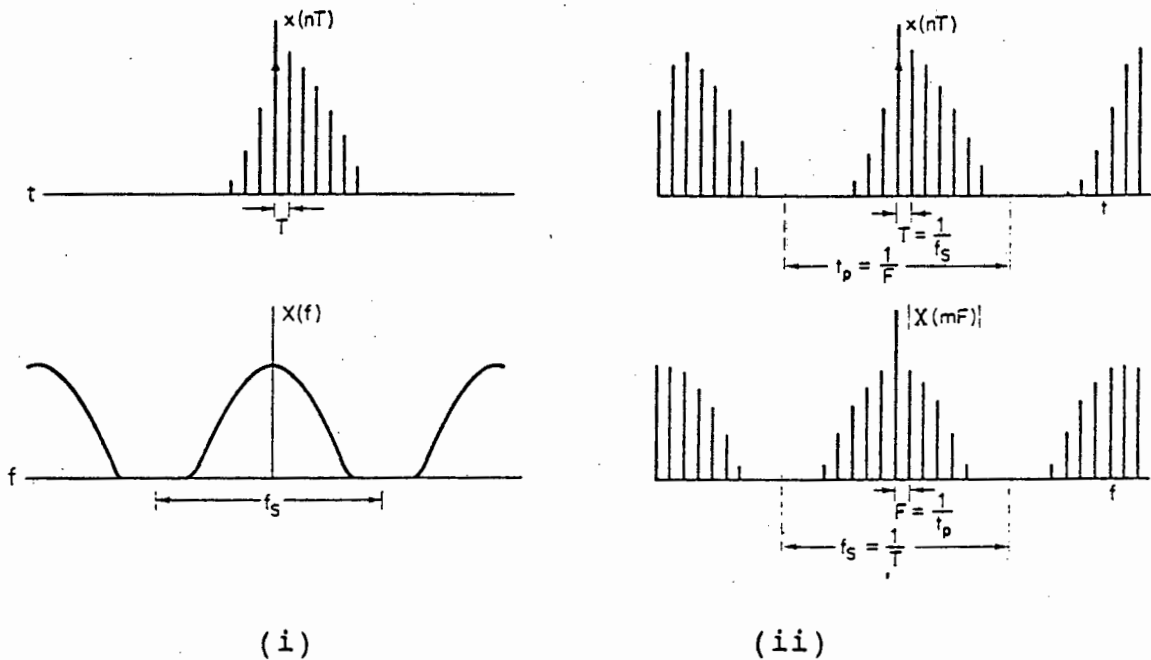 x(nT)
t
T
X(f)
f
f_s
(i)
x(nT)
t
T = 1/f_s
t_p = 1/F
|X(mF)|
f
F = 1/t_p
f_s = 1/T
(ii)